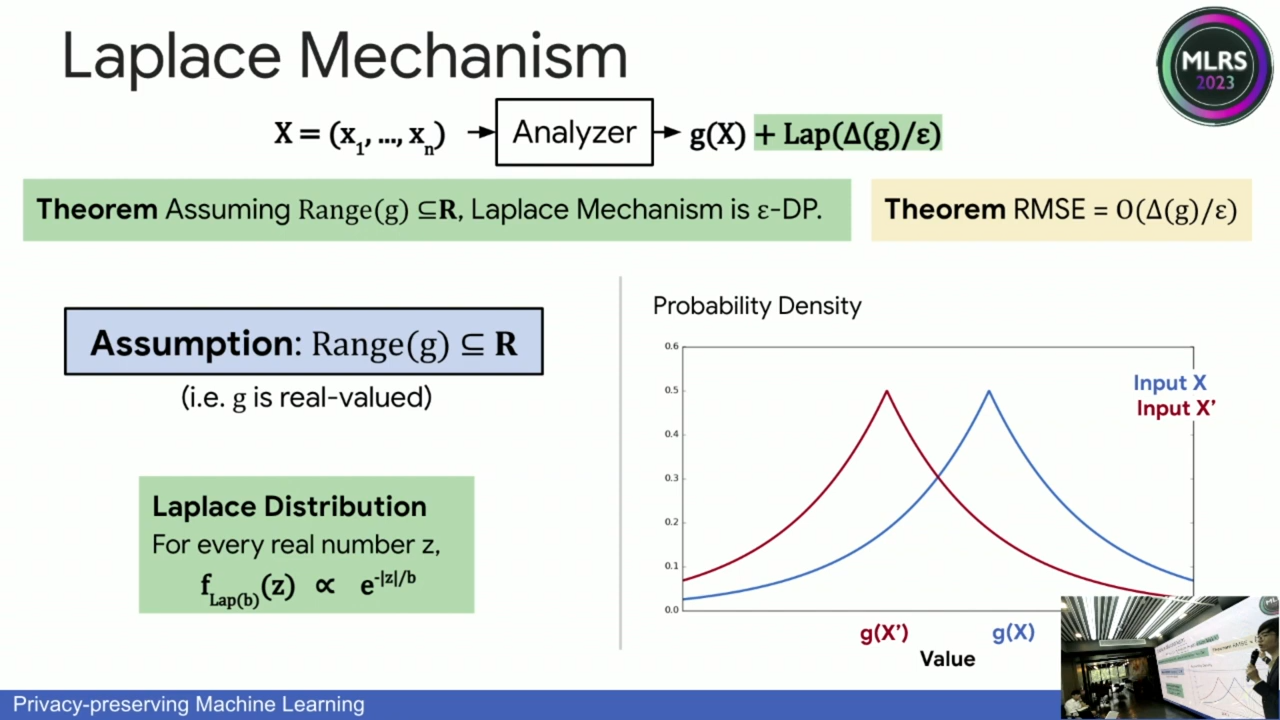 Laplace Mechanism
MLRS
2023
X = (x₁, ..., xₙ) → Analyzer → g(X) + Lap(Δ(g)/ε)
Theorem Assuming Range(g) ⊆R, Laplace Mechanism is ε-DP.
Theorem RMSE = O(Δ(g)/ε)
Assumption: Range(g) ⊆ R
(i.e. g is real-valued)
Laplace Distribution
For every real number z,
f_Lap(b)(z) ∝ e^-|z|/b
Probability Density
0.6
0.5
0.4
0.3
0.2
0.1
0.0
Input X
Input X’
g(X’) g(X)
Value
Privacy-preserving Machine Learning